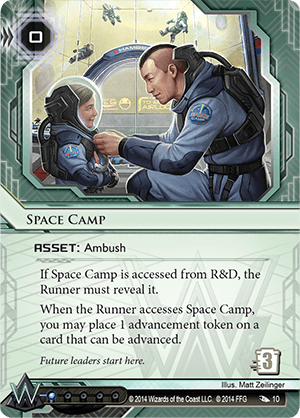 0
SPACE CAMP
ASSET: Ambush
If Space Camp is accessed from R&D, the
Runner must reveal it.
When the Runner accesses Space Camp,
you may place 1 advancement token on a
card that can be advanced.
Future leaders start here.
3
Illus. Matt Zeilinger
© 2014 Wizards of the Coast LLC. © 2014 FFG
10